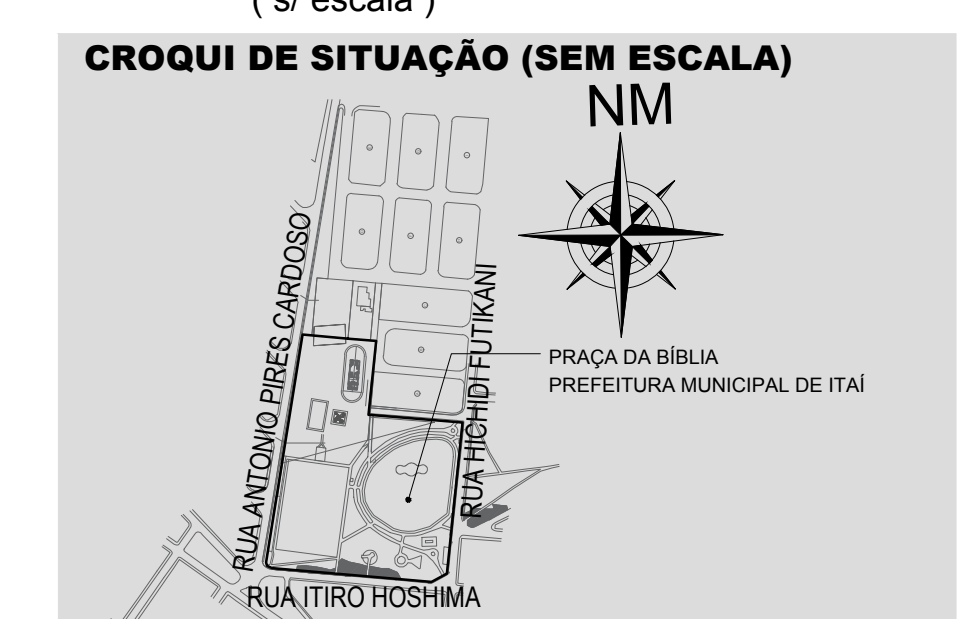 ( s/ escala )
CROQUI DE SITUAÇÃO (SEM ESCALA)
NM
RUA ANTONIO PIRES CARDOSO
RUA HICHIDI FUTIKANI
PRAÇA DA BÍBLIA
PREFEITURA MUNICIPAL DE ITAÍ
RUA ITIRO HOSHIMA